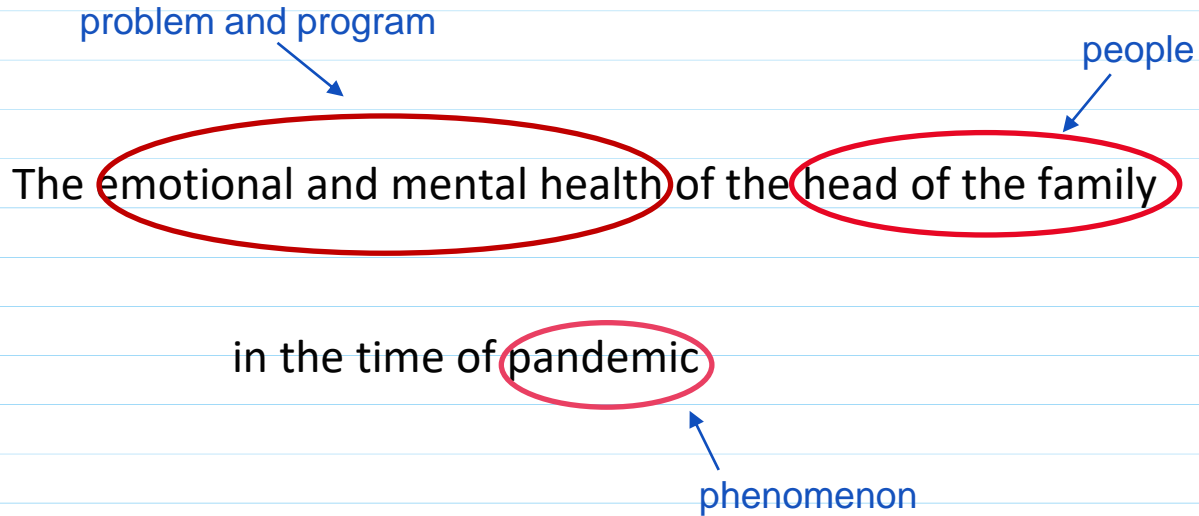 problem and program
people
The emotional and mental health of the head of the family
in the time of pandemic
phenomenon